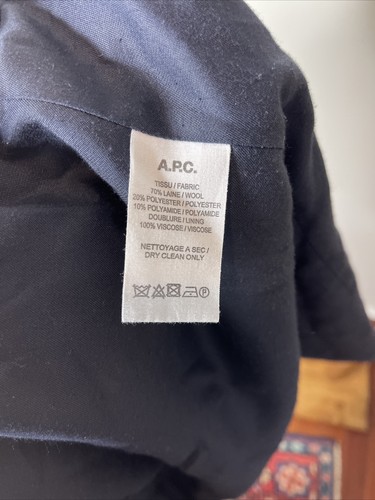 A.P.C.
TISSU / FABRIC
70% LAINE / WOOL
20% POLYESTER / POLYESTER
10% POLYAMIDE / POLYAMIDE
DOUBLURE / LINING
100% VISCOSE / VISCOSE
NETTOYAGE A SEC /
DRY CLEAN ONLY
P